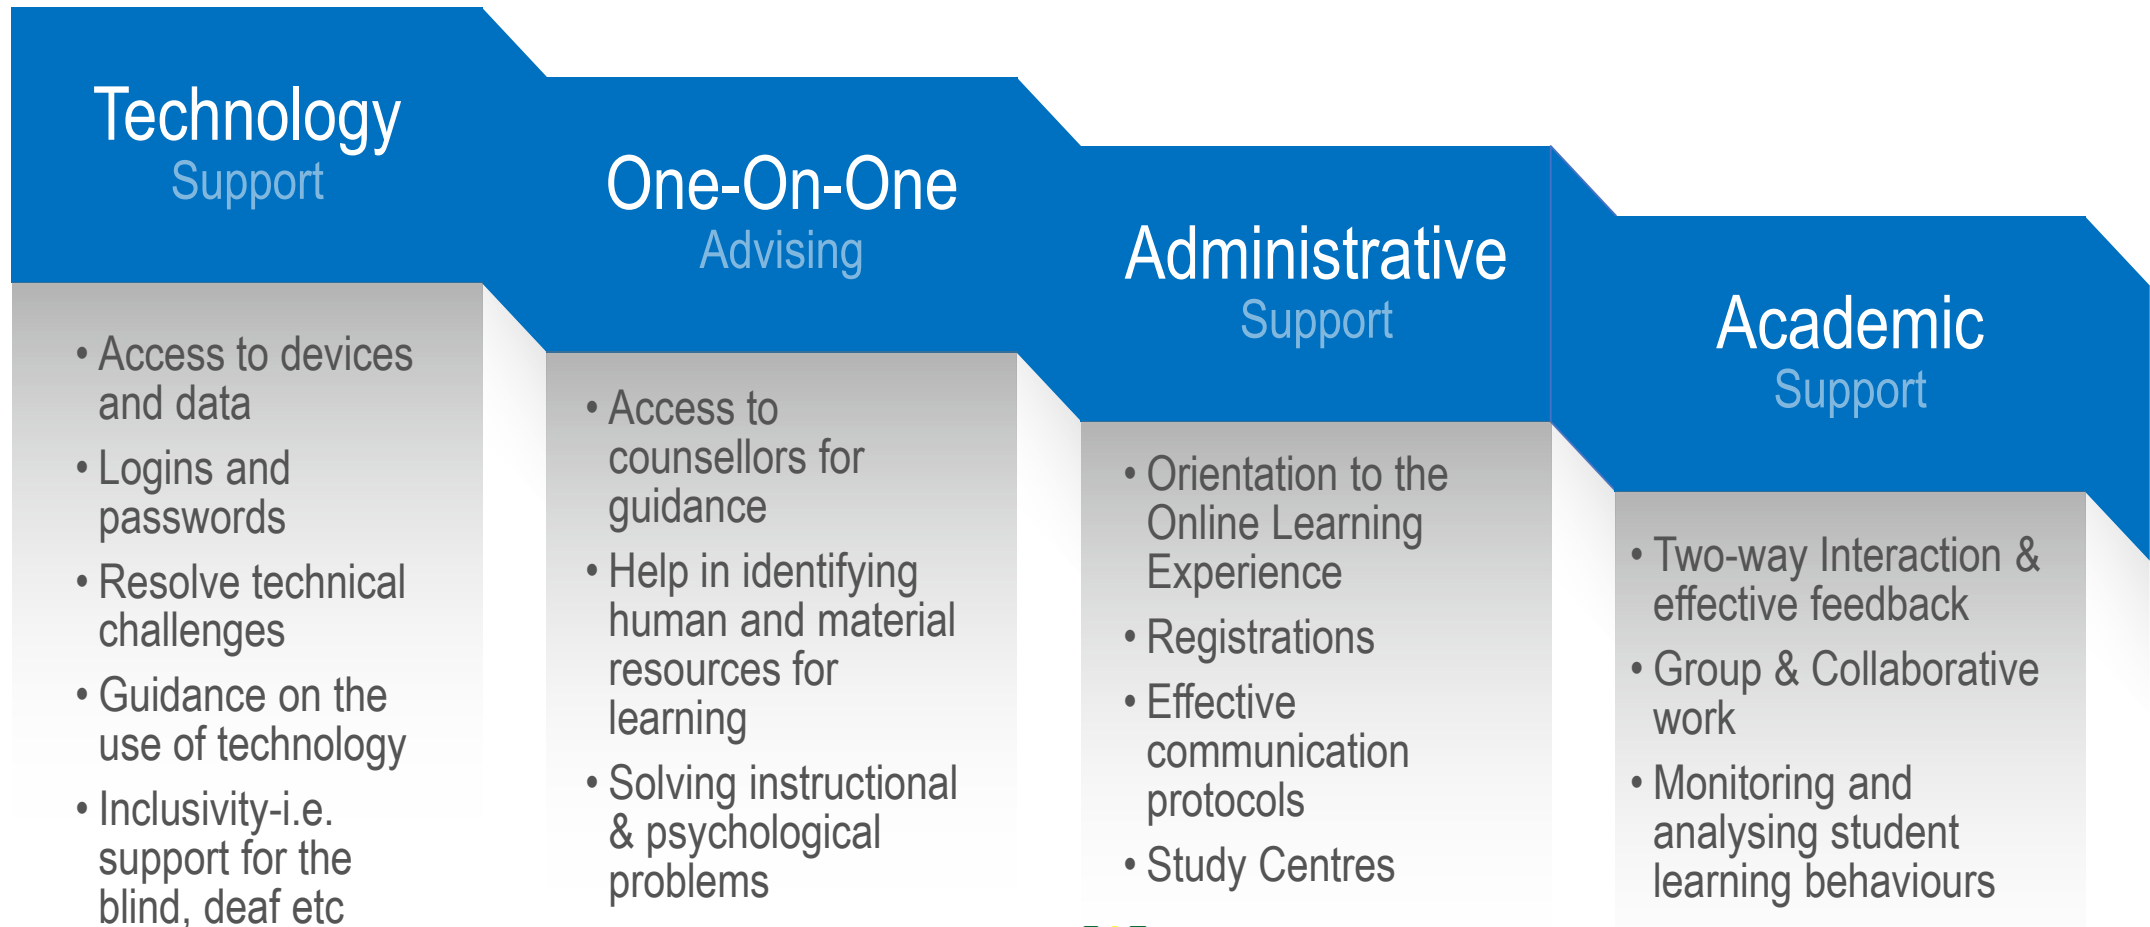 Technology
Support
• Access to devices
and data
• Logins and
passwords
• Resolve technical
challenges
• Guidance on the
use of technology
• Inclusivity-i.e.
support for the
blind, deaf etc
One-On-One
Advising
• Access to
counsellors for
guidance
• Help in identifying
human and material
resources for
learning
• Solving instructional
& psychological
problems
Administrative
Support
• Orientation to the
Online Learning
Experience
• Registrations
• Effective
communication
protocols
• Study Centres
Academic
Support
• Two-way Interaction &
effective feedback
• Group & Collaborative
work
• Monitoring and
analysing student
learning behaviours